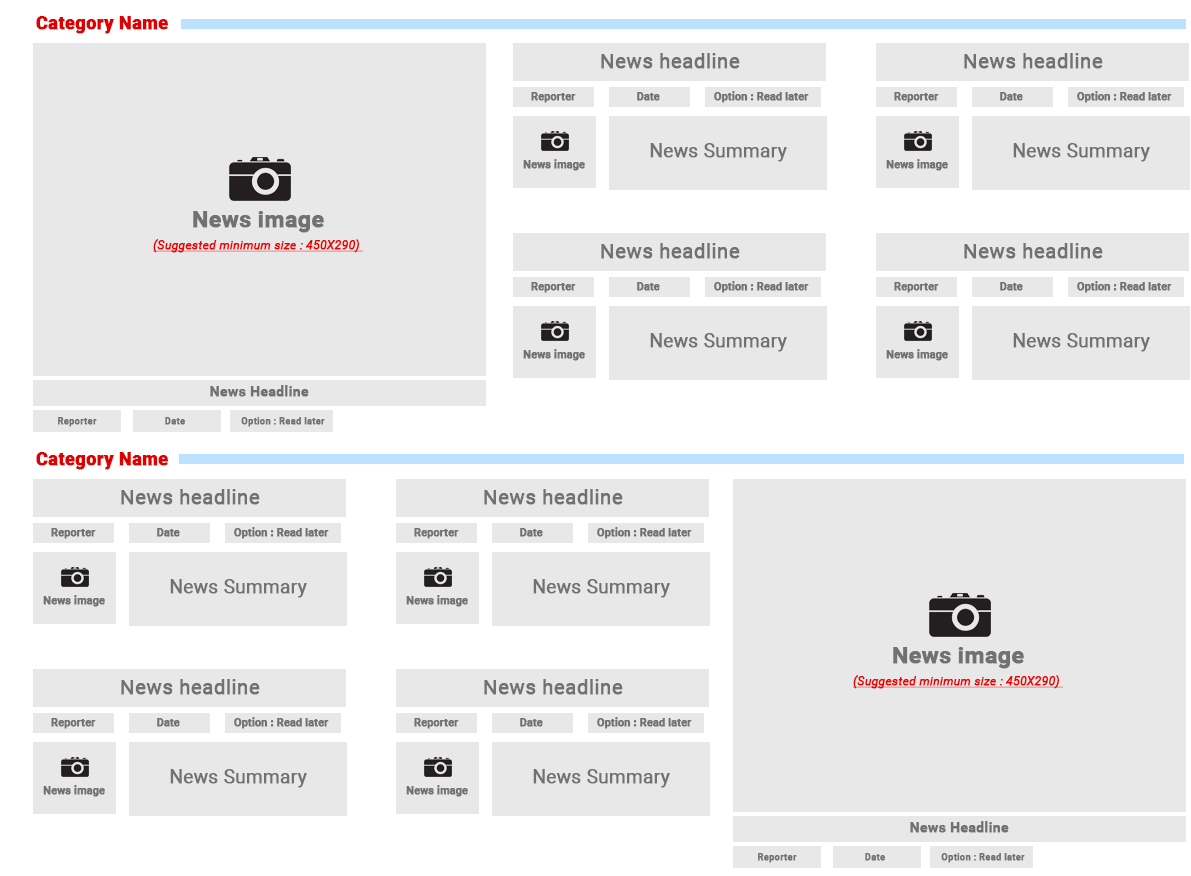 Category Name
News image
(Suggested minimum size : 450X290)
News Headline
Reporter Date Option : Read later
News headline
Reporter Date Option : Read later
News image
News Summary
News headline
Reporter Date Option : Read later
News image
News Summary
News headline
Reporter Date Option : Read later
News image
News Summary
News headline
Reporter Date Option : Read later
News image
News Summary
Category Name
News headline
Reporter Date Option : Read later
News image
News Summary
News headline
Reporter Date Option : Read later
News image
News Summary
News headline
Reporter Date Option : Read later
News image
News Summary
News headline
Reporter Date Option : Read later
News image
News Summary
News image
(Suggested minimum size : 450X290)
News Headline
Reporter Date Option : Read later